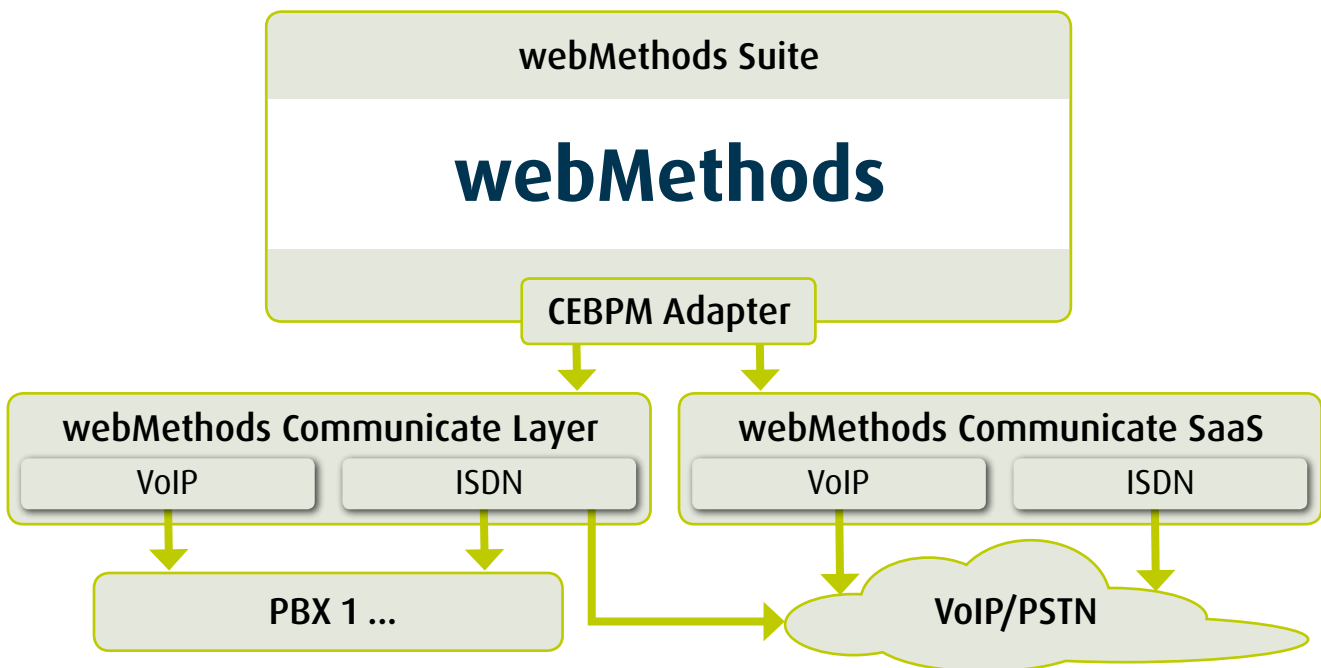 webMethods Suite
webMethods
CEBPM Adapter
webMethods Communicate Layer
VoIP
ISDN
webMethods Communicate SaaS
VoIP
ISDN
PBX 1 ...
VoIP/PSTN